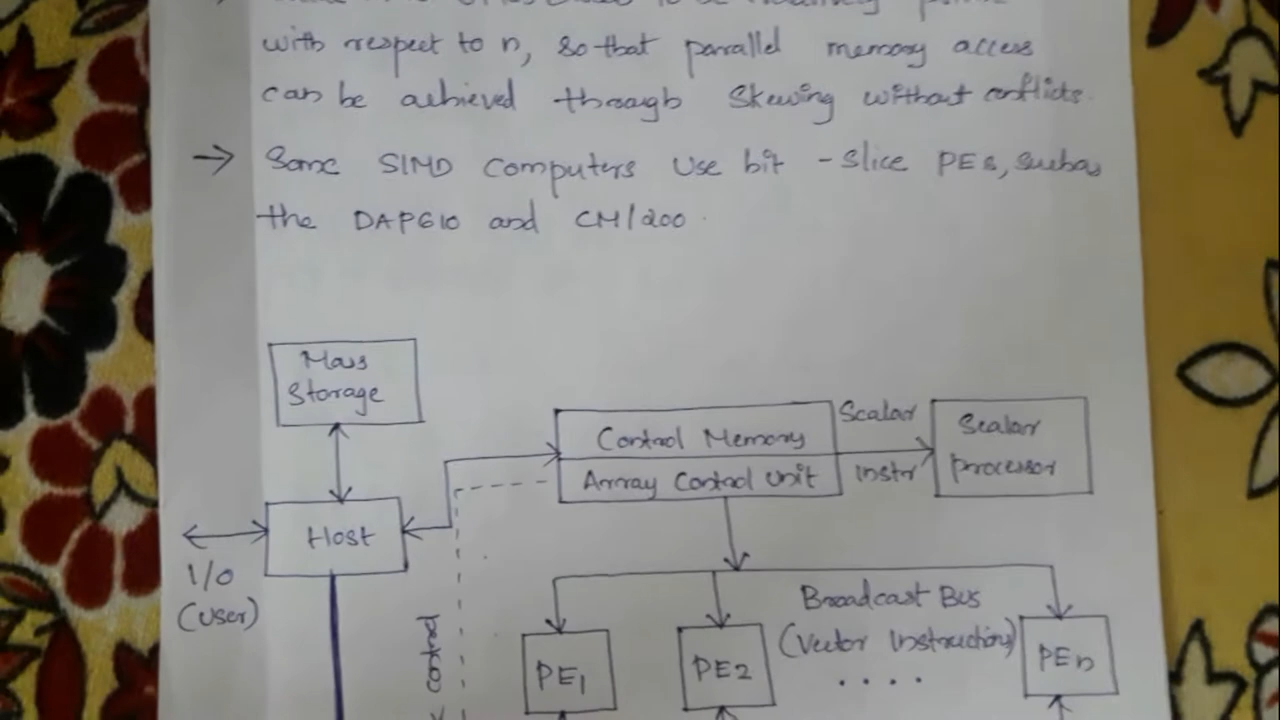 with respect to n, so that parallel memory access
can be achieved through Skewing without conflicts.
→ Some SIMD Computers Use bit - Slice PEs, such as
the DAP610 and CM/200.
Mass
Storage
Control Memory
Array Control Unit
Scalar
Instr
Scalar
processor
Host
I/O
(User)
Broadcast Bus
(Vector Instructions)
control
PE1
PE2
. . . .
PEn